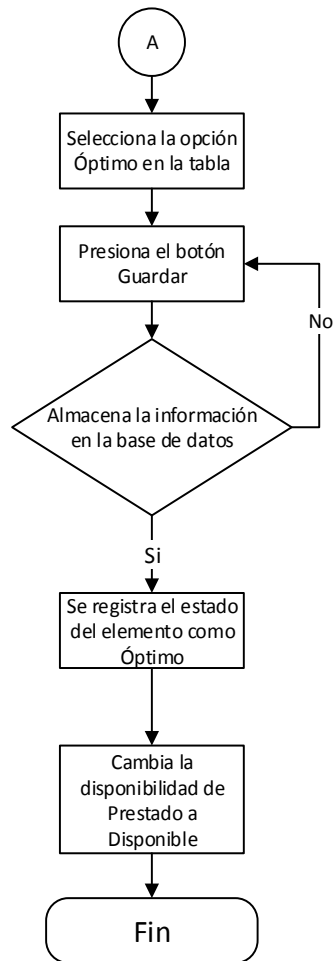 A
Selecciona la opción
Óptimo en la tabla
Presiona el botón
Guardar
No
Almacena la información
en la base de datos
Si
Se registra el estado
del elemento como
Óptimo
Cambia la
disponibilidad de
Prestado a
Disponible
Fin